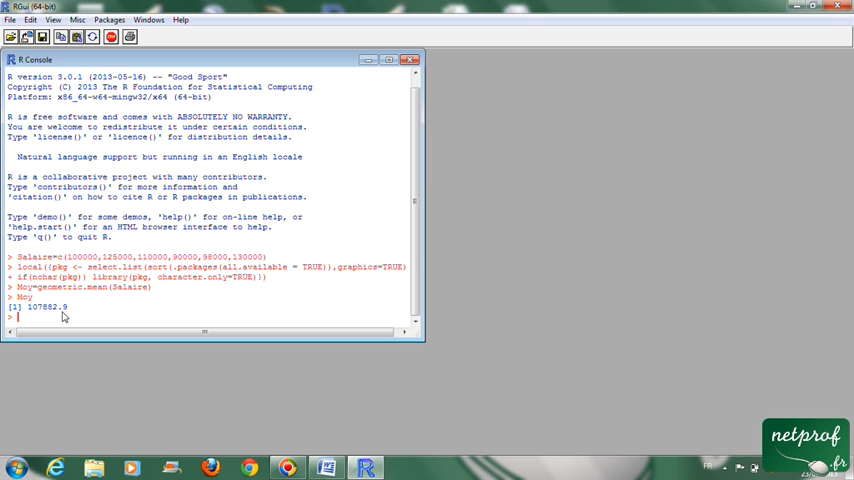 RGui (64-bit)
File Edit View Misc Packages Windows Help
R Console
R version 3.0.1 (2013-05-16) -- "Good Sport"
Copyright (C) 2013 The R Foundation for Statistical Computing
Platform: x86_64-w64-mingw32/x64 (64-bit)
R is free software and comes with ABSOLUTELY NO WARRANTY.
You are welcome to redistribute it under certain conditions.
Type 'license()' or 'licence()' for distribution details.
Natural language support but running in an English locale
R is a collaborative project with many contributors.
Type 'contributors()' for more information and
'citation()' on how to cite R or R packages in publications.
Type 'demo()' for some demos, 'help()' for on-line help, or
'help.start()' for an HTML browser interface to help.
Type 'q()' to quit R.
> Salaire=c(100000,125000,110000,90000,98000,130000)
> local({pkg <- select.list(sort(.packages(all.available = TRUE)),graphics=TRUE)
+ if(nchar(pkg)) library(pkg, character.only=TRUE)})
> Moy=geometric.mean(Salaire)
> Moy
[1] 107882.9
>
netprof
.fr
FR